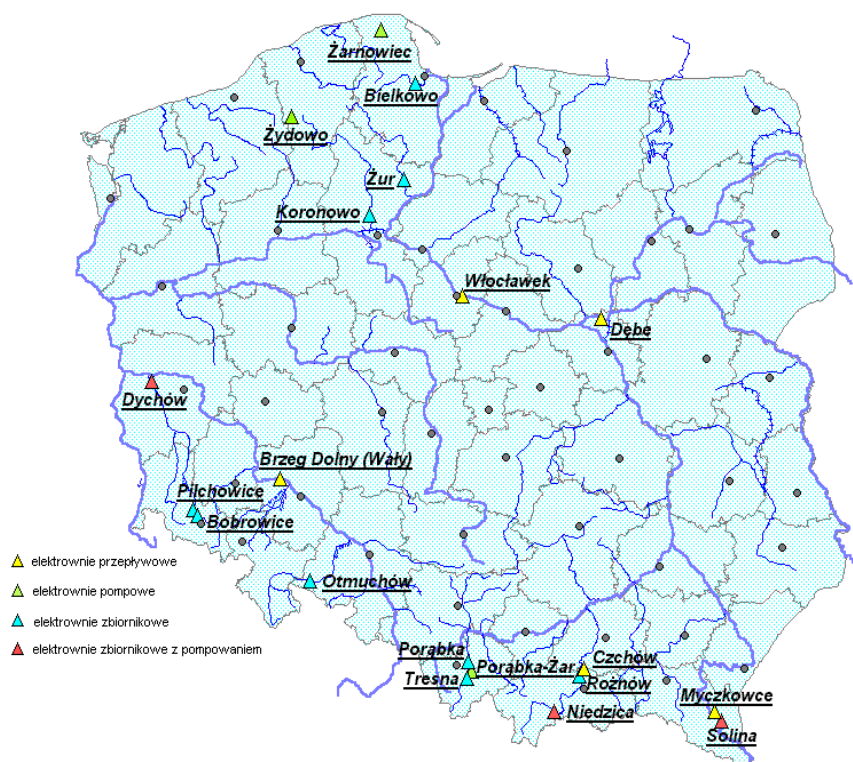 Żarnowiec
Bielkowo
Żydowo
Żur
Koronowo
Włocławek
Dębe
Dychów
Brzeg Dolny (Wały)
Pilchowice
Bobrowice
elektrownie przepływowe
elektrownie pompowe
Otmuchów
elektrownie zbiornikowe
elektrownie zbiornikowe z pompowaniem
Porąbka
Porąbka-Żar
Czchów
Tresna
Rożnów
Myczkowce
Niedzica
Solina